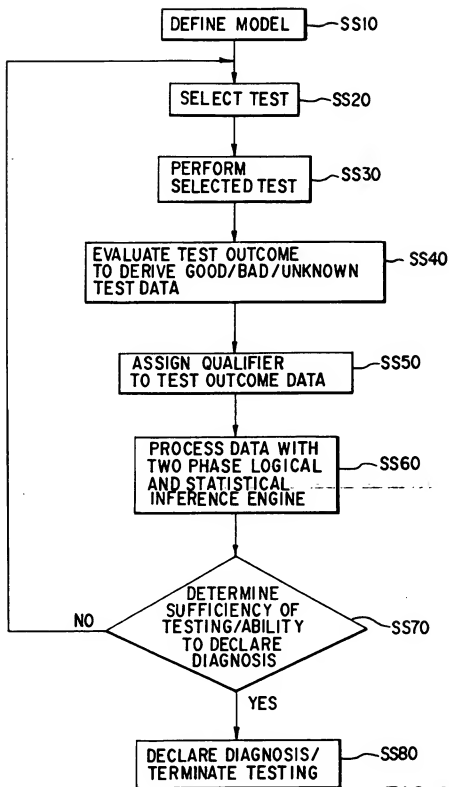 DEFINE MODEL
SS10
SELECT TEST
SS20
PERFORM
SELECTED TEST
SS30
EVALUATE TEST OUTCOME
TO DERIVE GOOD/BAD/UNKNOWN
TEST DATA
SS40
ASSIGN QUALIFIER
TO TEST OUTCOME DATA
SS50
PROCESS DATA WITH
TWO PHASE LOGICAL
AND STATISTICAL
INFERENCE ENGINE
SS60
DETERMINE
SUFFICIENCY OF
TESTING/ABILITY
TO DECLARE
DIAGNOSIS
SS70
NO
YES
DECLARE DIAGNOSIS/
TERMINATE TESTING
SS80